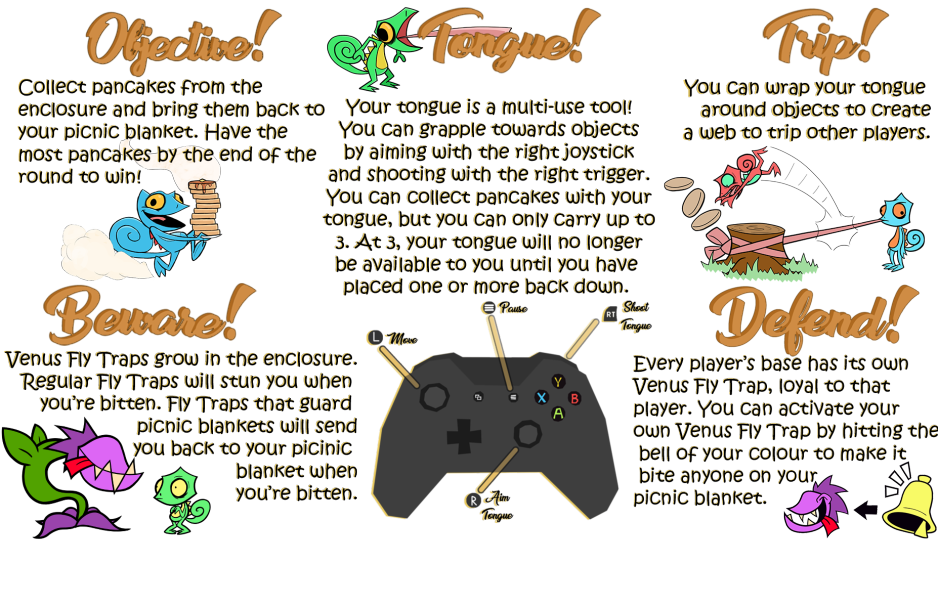 Objective!
Collect pancakes from the
enclosure and bring them back to
your picnic blanket. Have the
most pancakes by the end of the
round to win!
Tongue!
Your tongue is a multi-use tool!
You can grapple towards objects
by aiming with the right joystick
and shooting with the right trigger.
You can collect pancakes with your
tongue, but you can only carry up to
3. At 3, your tongue will no longer
be available to you until you have
placed one or more back down.
Trip!
You can wrap your tongue
around objects to create
a web to trip other players.
Beware!
Venus Fly Traps grow in the enclosure.
Regular Fly Traps will stun you when
you're bitten. Fly Traps that guard
picnic blankets will send
you back to your picinic
blanket when
you're bitten.
L Move
Pause
RT Shoot
Tongue
Y
X B
A
R Aim
Tongue
Defend!
Every player's base has its own
Venus Fly Trap, loyal to that
player. You can activate your
own Venus Fly Trap by hitting the
bell of your colour to make it
bite anyone on your
picnic blanket.